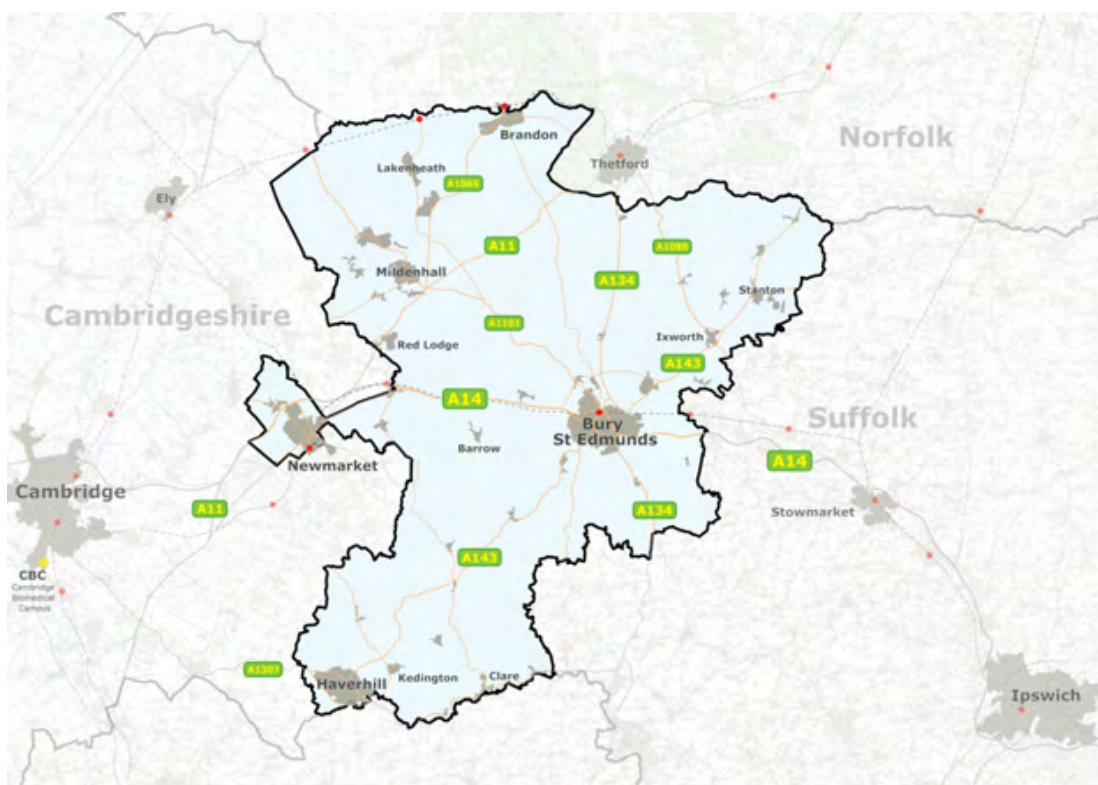 Norfolk
Brandon
Thetford
Lakenheath
A1065
Ely
A11
A1088
Mildenhall
A134
Stanton
Cambridgeshire
A1101
Ixworth
Red Lodge
A143
A14
Suffolk
Bury
St Edmunds
Barrow
Newmarket
A14
Cambridge
A11
A134
Stowmarket
A143
CBC
Cambridge
Biomedical
Campus
A1307
Kedington
Clare
Haverhill
Ipswich